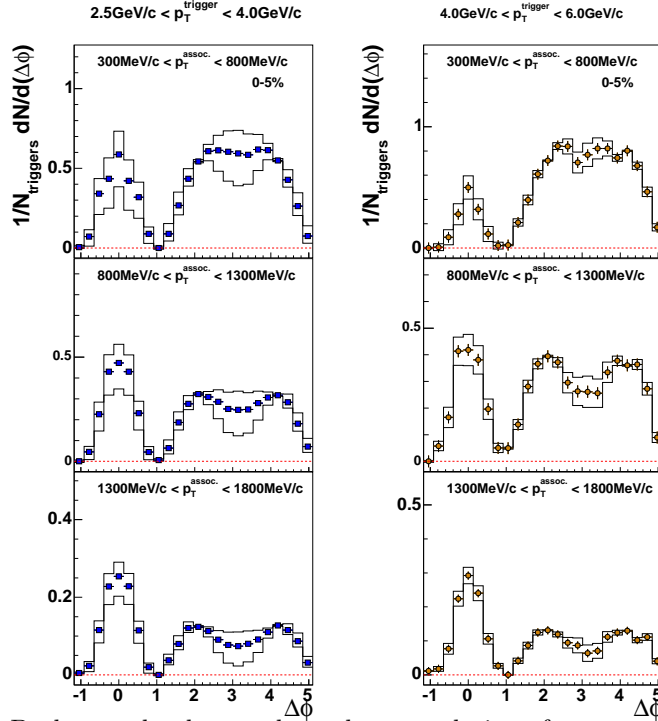 2.5GeV/c < p_T^trigger < 4.0GeV/c
4.0GeV/c < p_T^trigger < 6.0GeV/c
1/N_triggers dN/d(Δϕ)
300MeV/c < p_T^assoc. < 800MeV/c
0-5%
1
0.5
0
800MeV/c < p_T^assoc. < 1300MeV/c
0.5
0
1300MeV/c < p_T^assoc. < 1800MeV/c
0.4
0.2
0
-1 0 1 2 3 4 5
Δϕ
1/N_triggers dN/d(Δϕ)
300MeV/c < p_T^assoc. < 800MeV/c
0-5%
1
0
800MeV/c < p_T^assoc. < 1300MeV/c
0.5
0
1300MeV/c < p_T^assoc. < 1800MeV/c
0.5
0
-1 0 1 2 3 4 5
Δϕ